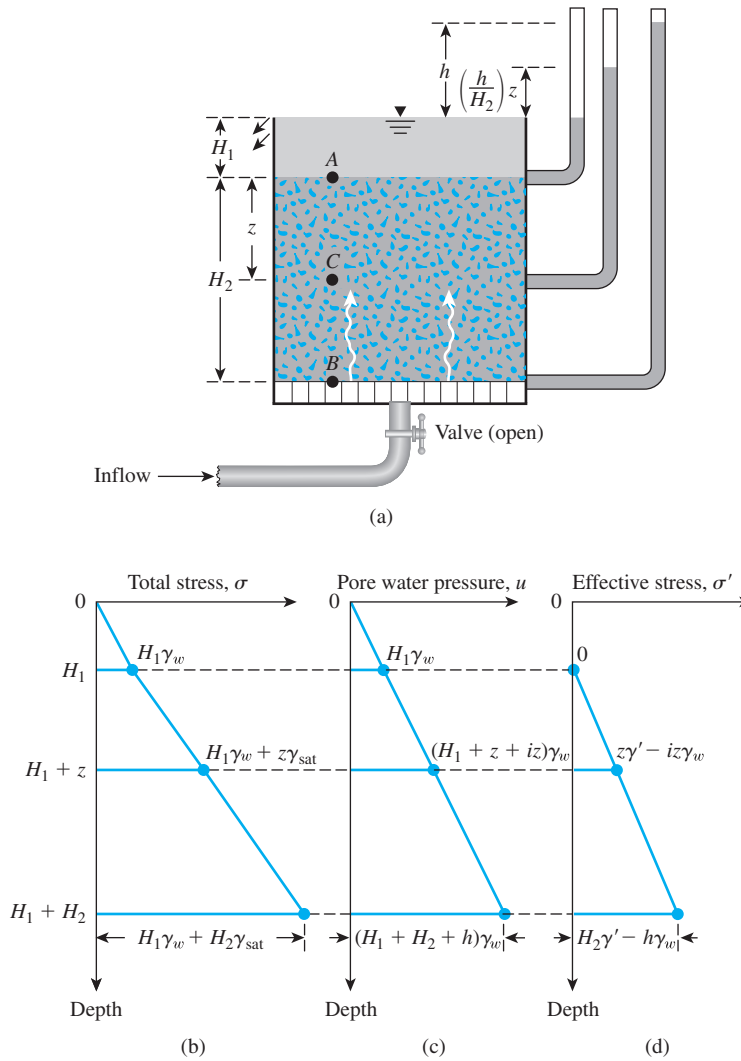 h
(h/H₂) z
H₁
A
z
C
H₂
B
Valve (open)
Inflow
(a)
Total stress, σ
Pore water pressure, u
Effective stress, σ′
0
0
0
H₁γw
H₁γw
0
H₁
H₁γw + zγsat
(H₁ + z + iz)γw
zγ′ − izγw
H₁ + z
H₁ + H₂
H₁γw + H₂γsat
(H₁ + H₂ + h)γw
H₂γ′ − hγw
Depth
Depth
Depth
(b)
(c)
(d)